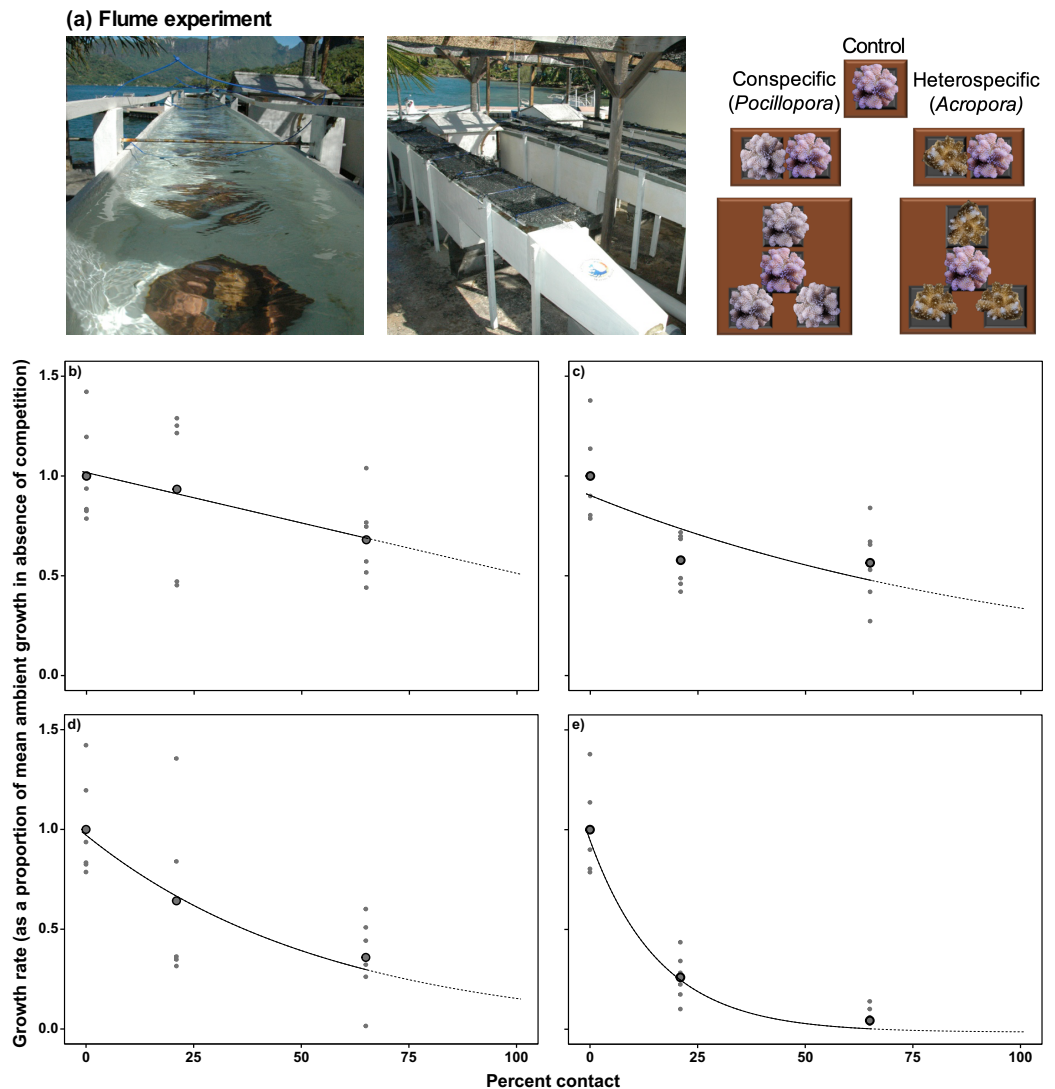 (a) Flume experiment
Control
Conspecific
(Pocillopora)
Heterospecific
(Acropora)
Growth rate (as a proportion of mean ambient growth in absence of competition)
b)
1.5
1.0
0.5
0.0
c)
d)
1.5
1.0
0.5
0.0
e)
0
25
50
75
100
0
25
50
75
100
Percent contact